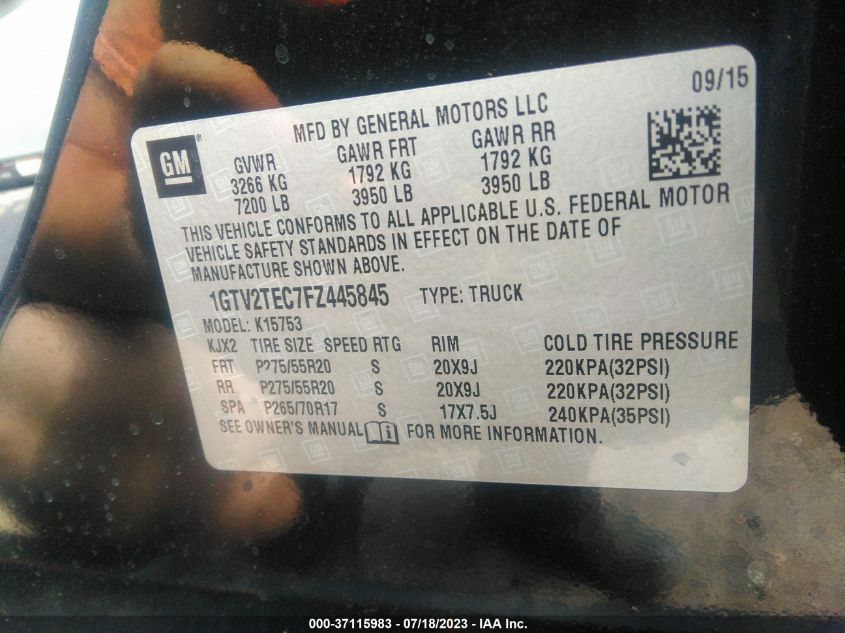 09/15
MFD BY GENERAL MOTORS LLC
GM®
GVWR GAWR FRT GAWR RR
3266 KG 1792 KG 1792 KG
7200 LB 3950 LB 3950 LB
THIS VEHICLE CONFORMS TO ALL APPLICABLE U.S. FEDERAL MOTOR
VEHICLE SAFETY STANDARDS IN EFFECT ON THE DATE OF
MANUFACTURE SHOWN ABOVE.
1GTV2TEC7FZ445845 TYPE: TRUCK
MODEL: K15753
KJX2 TIRE SIZE SPEED RTG RIM COLD TIRE PRESSURE
FRT P275/55R20 S 20X9J 220KPA(32PSI)
RR P275/55R20 S 20X9J 220KPA(32PSI)
SPA P265/70R17 S 17X7.5J 240KPA(35PSI)
SEE OWNER'S MANUAL i FOR MORE INFORMATION.
000-37115983 / 07/18/2023 / IAA Inc.